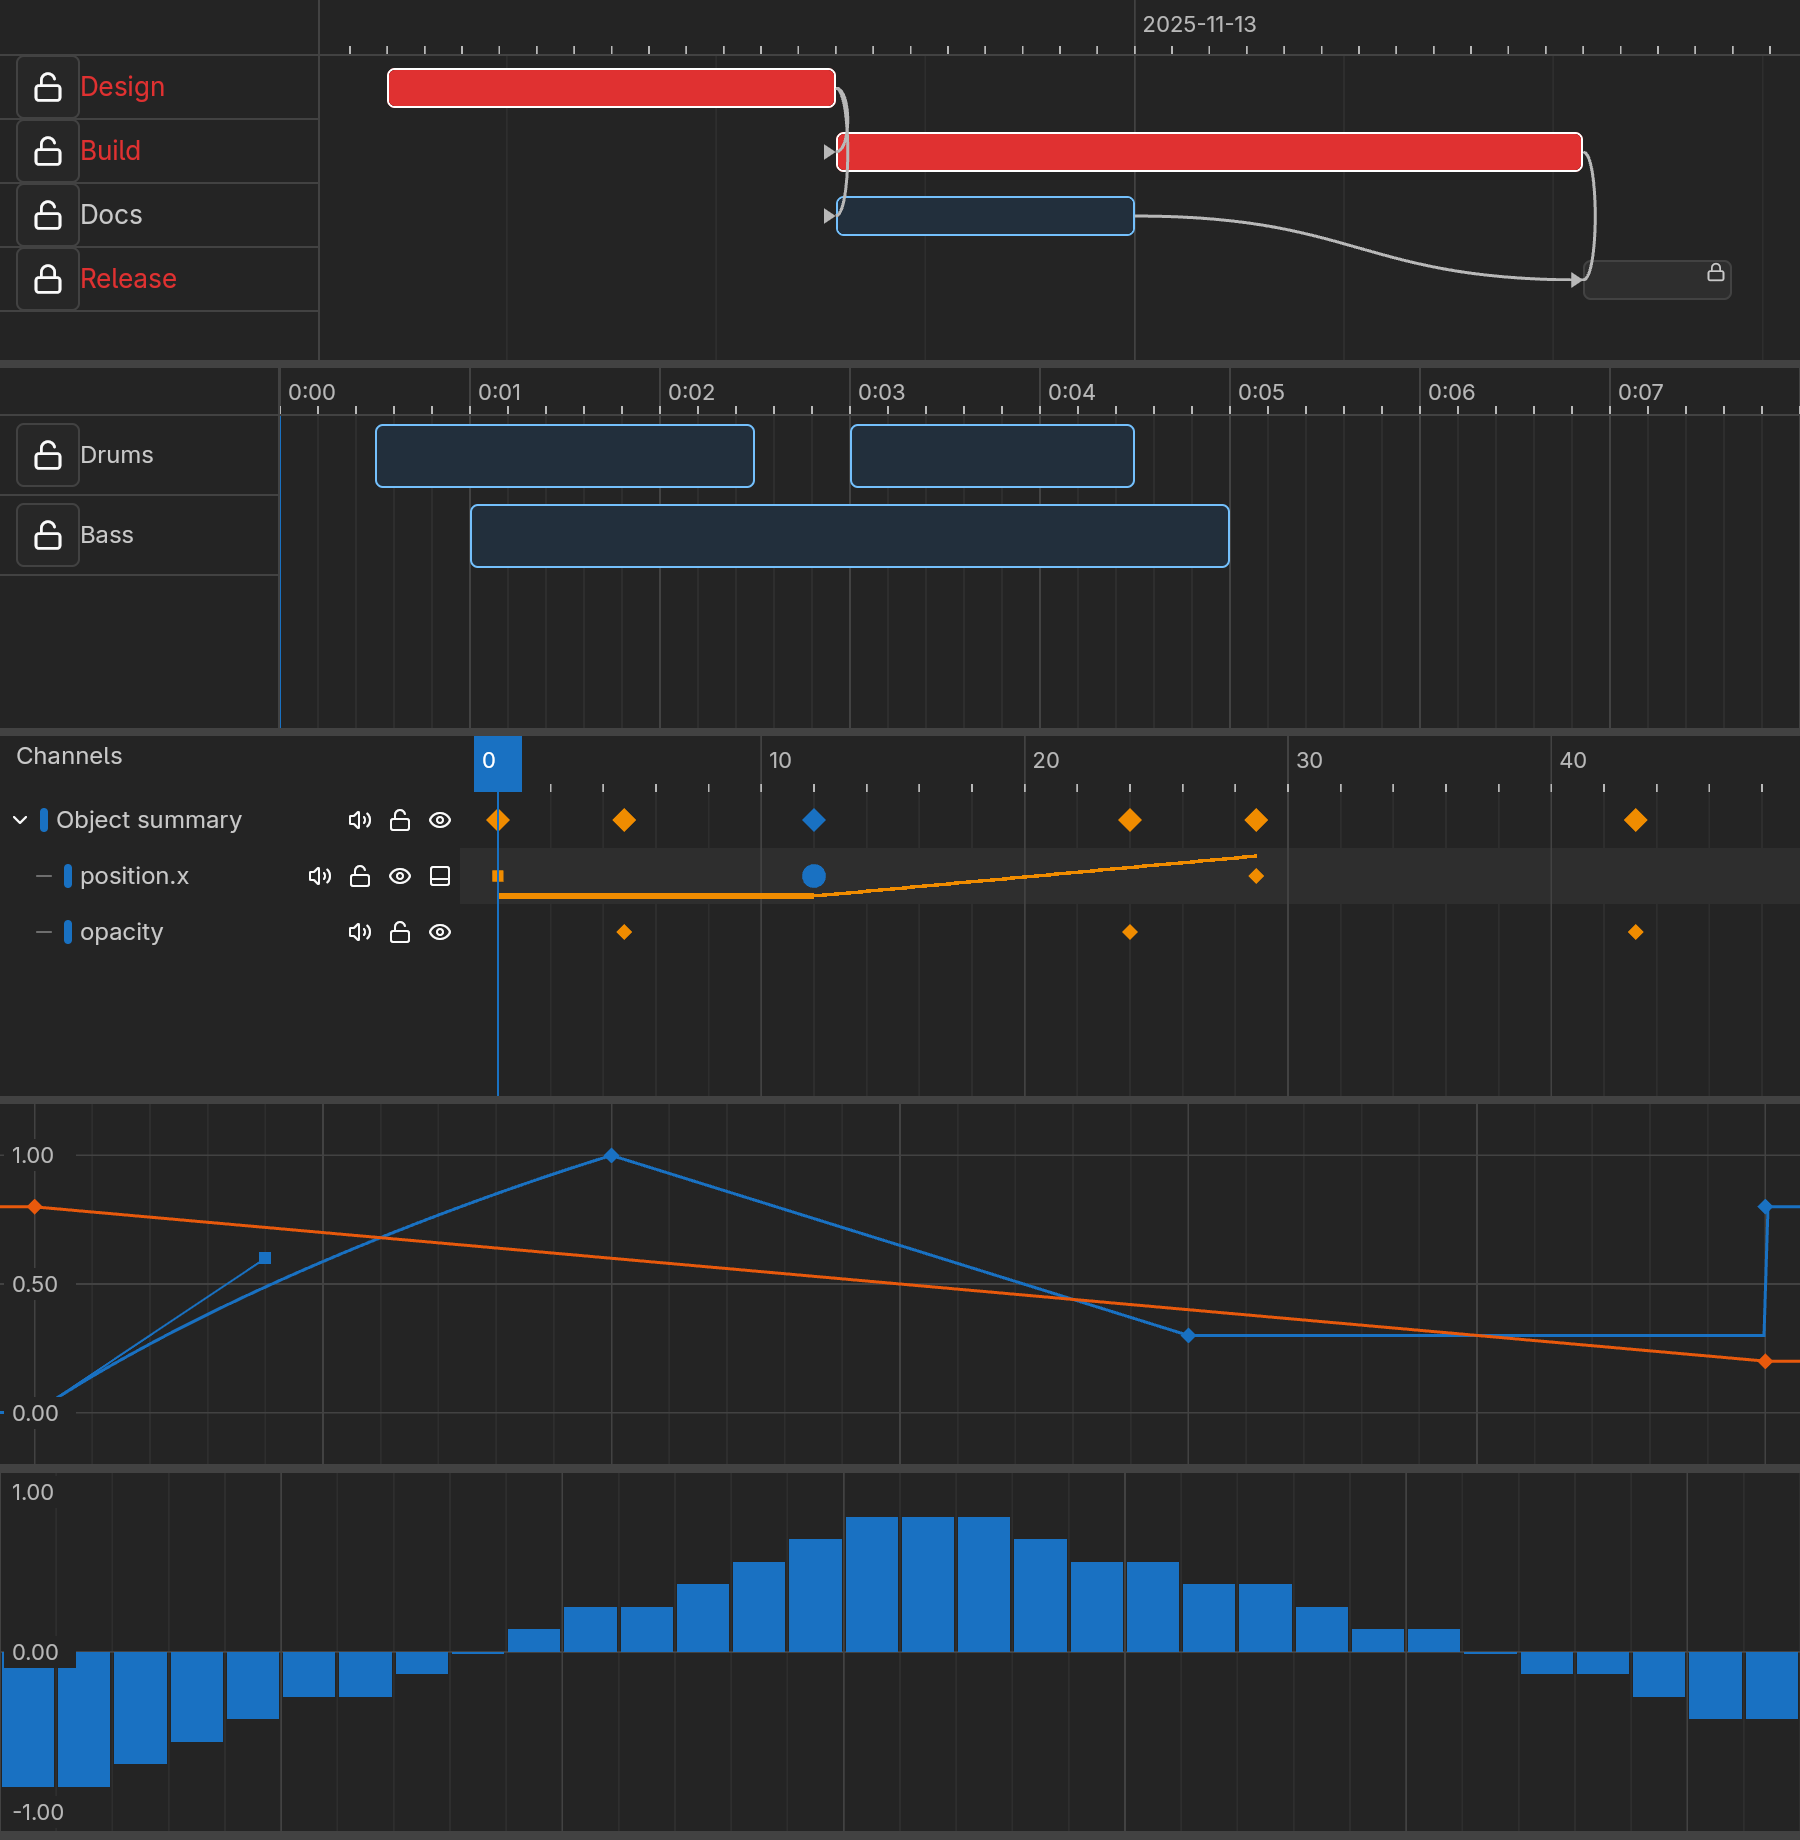 2025-11-13
Design
Build
Docs
Release
0:00 0:01 0:02 0:03 0:04 0:05 0:06 0:07
Drums
Bass
Channels 0 10 20 30 40
Object summary
position.x
opacity
1.00
0.50
0.00
1.00
0.00
-1.00